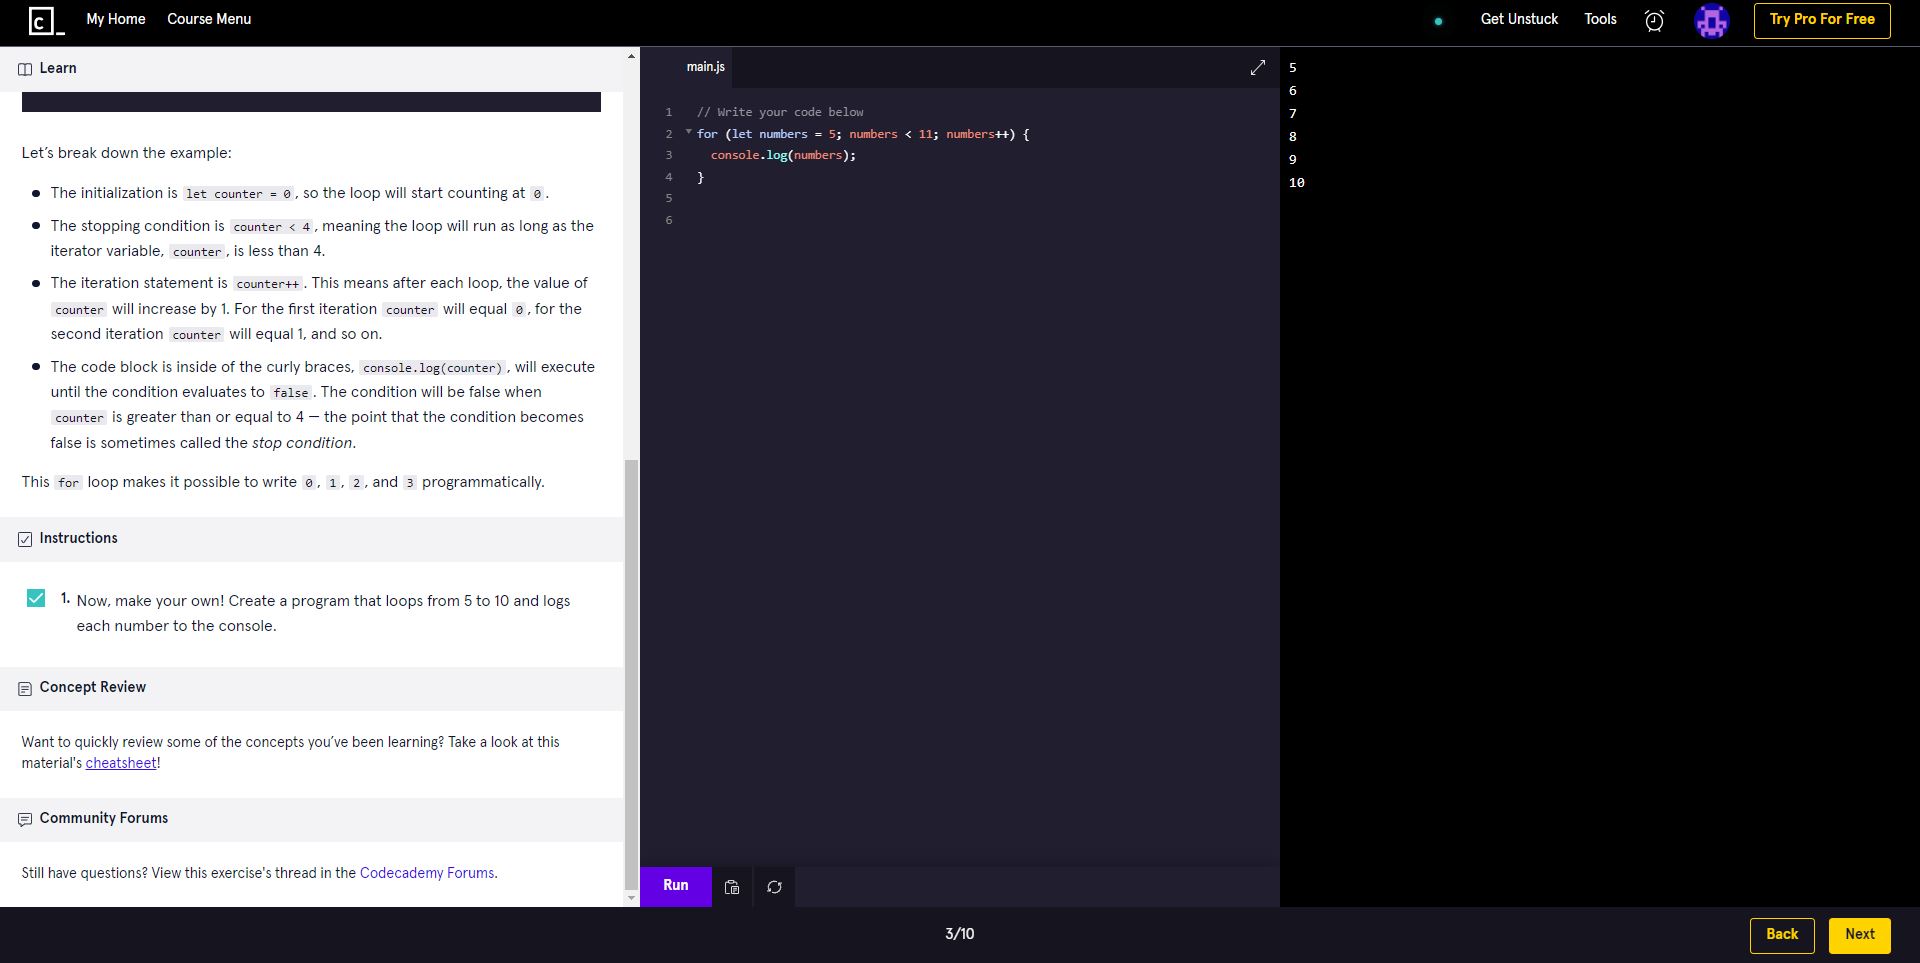 c_ My Home Course Menu Get Unstuck Tools Try Pro For Free
Learn
Let’s break down the example:
The initialization is let counter = 0, so the loop will start counting at 0.
The stopping condition is counter < 4, meaning the loop will run as long as the
iterator variable, counter, is less than 4.
The iteration statement is counter++. This means after each loop, the value of
counter will increase by 1. For the first iteration counter will equal 0, for the
second iteration counter will equal 1, and so on.
The code block is inside of the curly braces, console.log(counter), will execute
until the condition evaluates to false. The condition will be false when
counter is greater than or equal to 4 — the point that the condition becomes
false is sometimes called the stop condition.
This for loop makes it possible to write 0, 1, 2, and 3 programmatically.
Instructions
1. Now, make your own! Create a program that loops from 5 to 10 and logs
each number to the console.
Concept Review
Want to quickly review some of the concepts you’ve been learning? Take a look at this
material's cheatsheet!
Community Forums
Still have questions? View this exercise's thread in the Codecademy Forums.
main.js
1 // Write your code below
2 for (let numbers = 5; numbers < 11; numbers++) {
3 console.log(numbers);
4 }
5
6
Run
5
6
7
8
9
10
3/10
Back Next